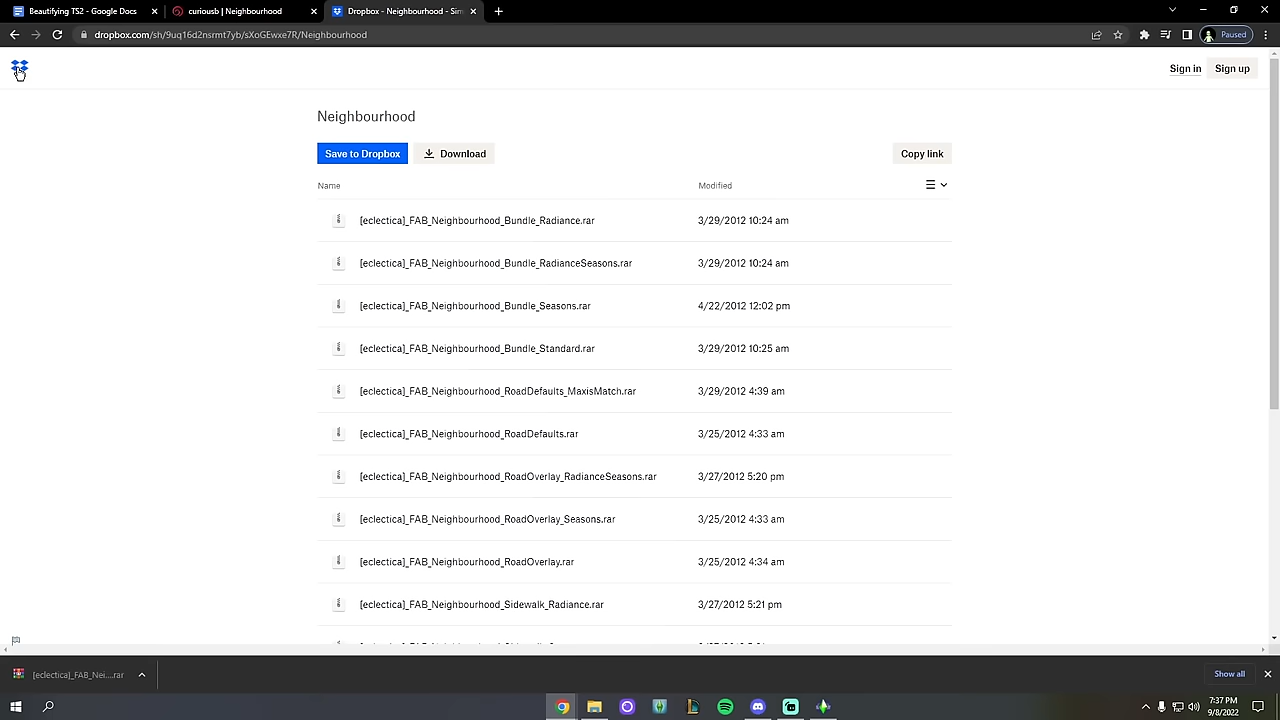 Beautifying TS2 - Google Docs
curiousb | Neighbourhood
Dropbox - Neighbourhood - Sim
dropbox.com/sh/9uq16d2nsrmt7yb/sXoGEwxe7R/Neighbourhood
Paused
Sign in
Sign up
Neighbourhood
Save to Dropbox
Download
Copy link
Name
Modified
[eclectica]_FAB_Neighbourhood_Bundle_Radiance.rar
3/29/2012 10:24 am
[eclectica]_FAB_Neighbourhood_Bundle_RadianceSeasons.rar
3/29/2012 10:24 am
[eclectica]_FAB_Neighbourhood_Bundle_Seasons.rar
4/22/2012 12:02 pm
[eclectica]_FAB_Neighbourhood_Bundle_Standard.rar
3/29/2012 10:25 am
[eclectica]_FAB_Neighbourhood_RoadDefaults_MaxisMatch.rar
3/29/2012 4:39 am
[eclectica]_FAB_Neighbourhood_RoadDefaults.rar
3/25/2012 4:33 am
[eclectica]_FAB_Neighbourhood_RoadOverlay_RadianceSeasons.rar
3/27/2012 5:20 pm
[eclectica]_FAB_Neighbourhood_RoadOverlay_Seasons.rar
3/25/2012 4:33 am
[eclectica]_FAB_Neighbourhood_RoadOverlay.rar
3/25/2012 4:34 am
[eclectica]_FAB_Neighbourhood_Sidewalk_Radiance.rar
3/27/2012 5:21 pm
[eclectica]_FAB_Nei....rar
Show all
7:37 PM
9/8/2022